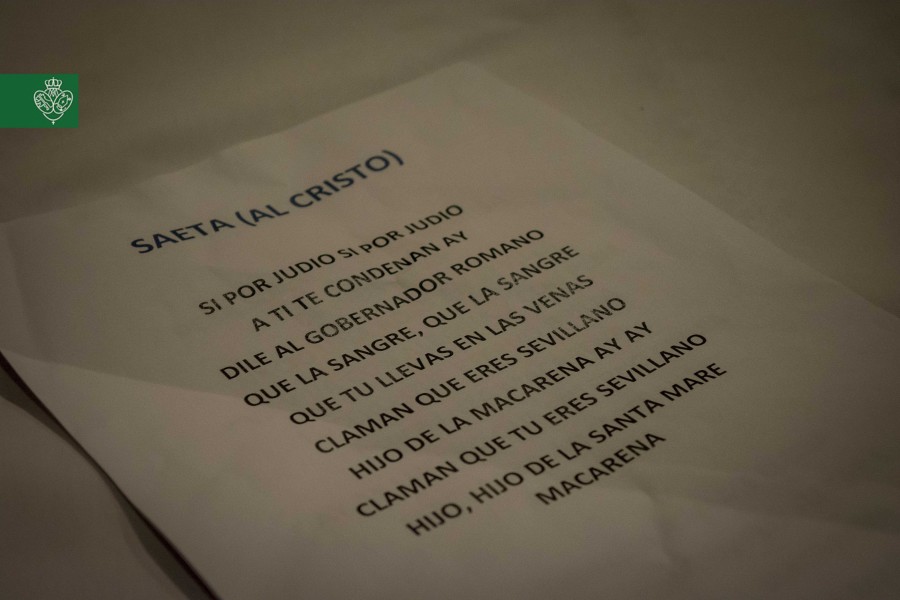 SAETA (AL CRISTO)
SI POR JUDIO SI POR JUDIO
A TI TE CONDENAN AY
DILE AL GOBERNADOR ROMANO
QUE LA SANGRE, QUE LA SANGRE
QUE TU LLEVAS EN LAS VENAS
CLAMAN QUE ERES SEVILLANO
HIJO DE LA MACARENA AY AY
CLAMAN QUE TU ERES SEVILLANO
HIJO, HIJO DE LA SANTA MARE
MACARENA